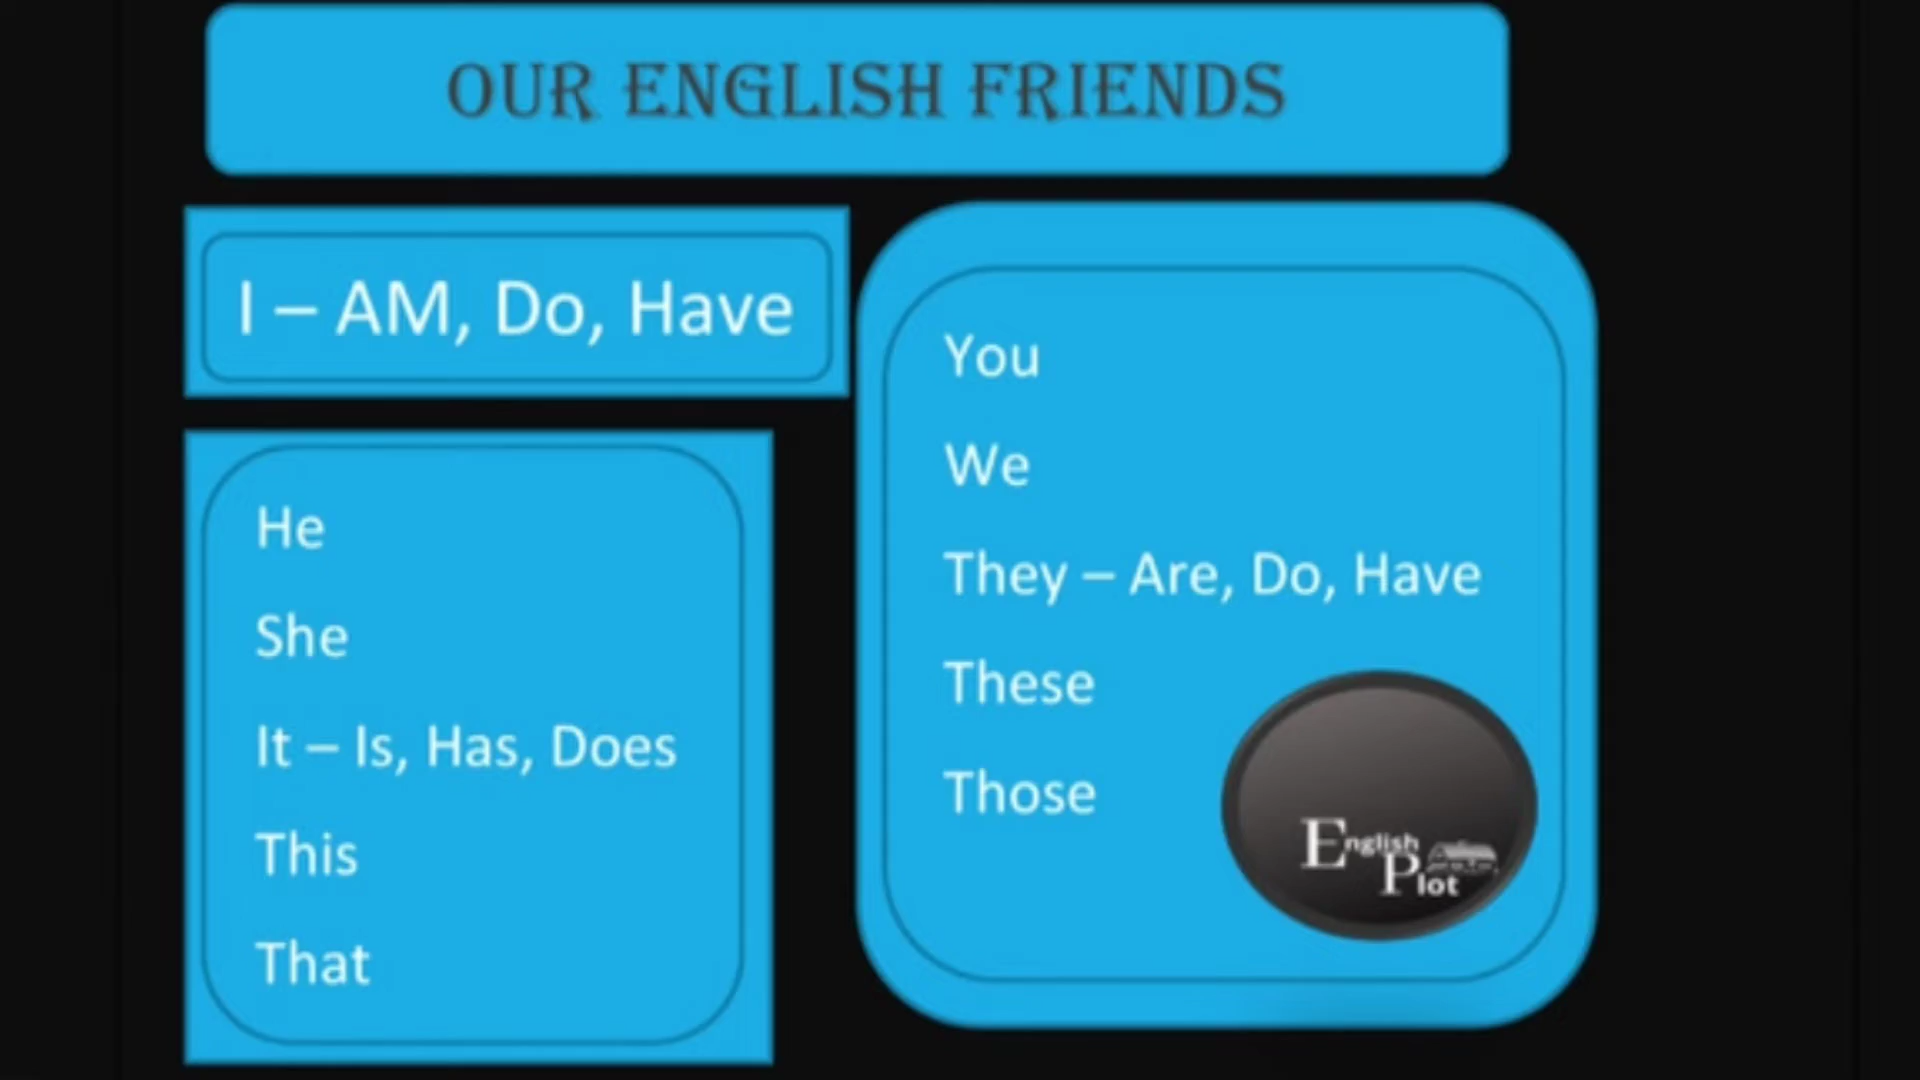 OUR ENGLISH FRIENDS
I – AM, Do, Have
He
She
It – Is, Has, Does
This
That
You
We
They – Are, Do, Have
These
Those
English
Plot